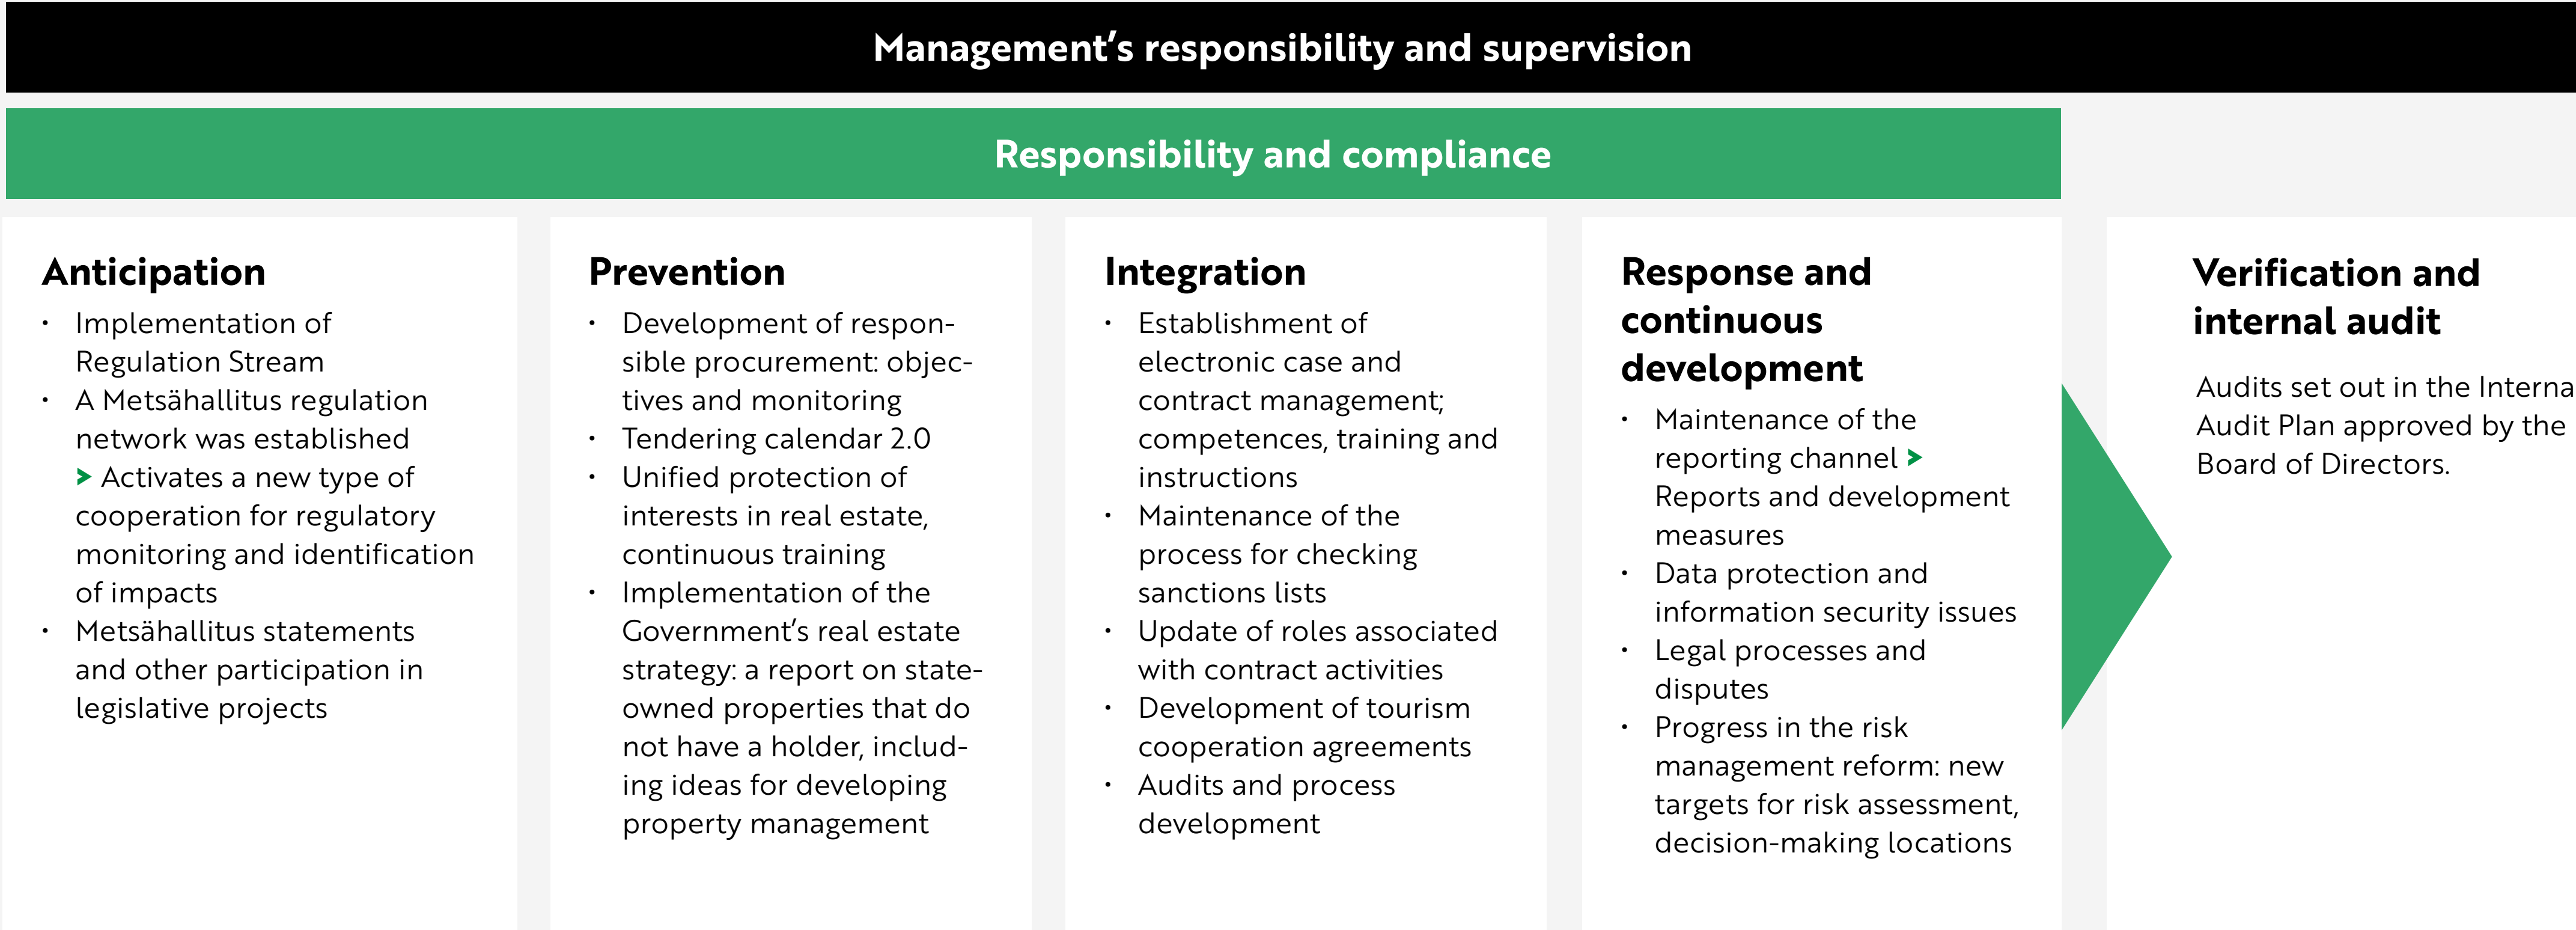 Management’s responsibility and supervision
Responsibility and compliance
Anticipation
• Implementation of
Regulation Stream
• A Metsähallitus regulation
network was established
> Activates a new type of
cooperation for regulatory
monitoring and identification
of impacts
• Metsähallitus statements
and other participation in
legislative projects
Prevention
• Development of respon-
sible procurement: objec-
tives and monitoring
• Tendering calendar 2.0
• Unified protection of
interests in real estate,
continuous training
• Implementation of the
Government’s real estate
strategy: a report on state-
owned properties that do
not have a holder, includ-
ing ideas for developing
property management
Integration
• Establishment of
electronic case and
contract management;
competences, training and
instructions
• Maintenance of the
process for checking
sanctions lists
• Update of roles associated
with contract activities
• Development of tourism
cooperation agreements
• Audits and process
development
Response and
continuous
development
• Maintenance of the
reporting channel >
Reports and development
measures
• Data protection and
information security issues
• Legal processes and
disputes
• Progress in the risk
management reform: new
targets for risk assessment,
decision-making locations
Verification and
internal audit
Audits set out in the Interna
Audit Plan approved by the
Board of Directors.